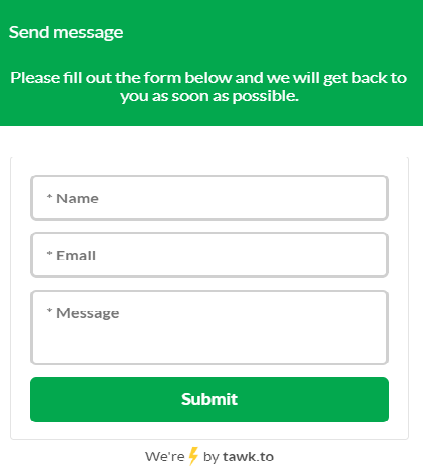 Send message
Please fill out the form below and we will get back to
you as soon as possible.
* Name
* Email
* Message
Submit
We're by tawk.to